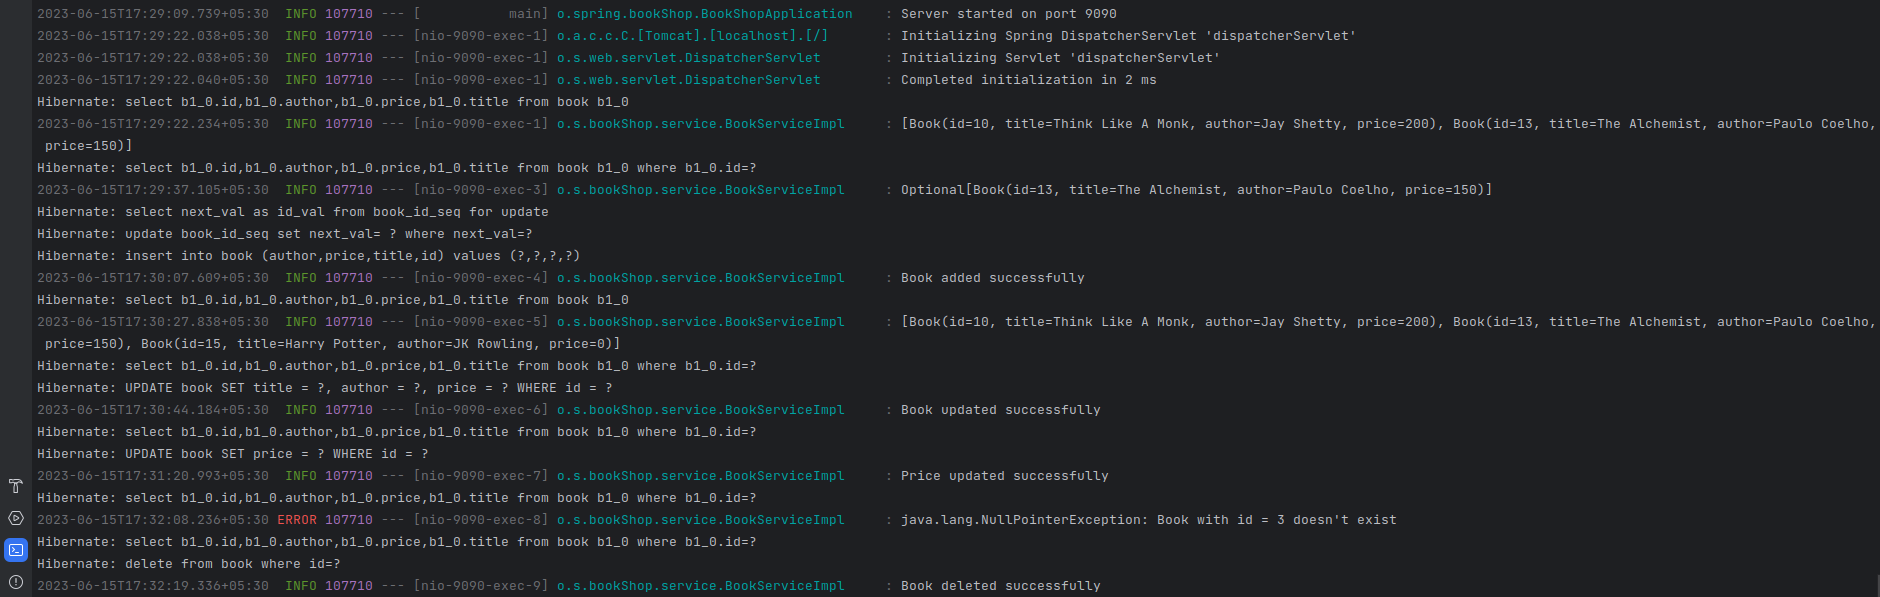 2023-06-15T17:29:09.739+05:30  INFO 107710 --- [           main] o.spring.bookShop.BookShopApplication    : Server started on port 9090
2023-06-15T17:29:22.038+05:30  INFO 107710 --- [nio-9090-exec-1] o.a.c.c.C.[Tomcat].[localhost].[/]       : Initializing Spring DispatcherServlet 'dispatcherServlet'
2023-06-15T17:29:22.038+05:30  INFO 107710 --- [nio-9090-exec-1] o.s.web.servlet.DispatcherServlet        : Initializing Servlet 'dispatcherServlet'
2023-06-15T17:29:22.040+05:30  INFO 107710 --- [nio-9090-exec-1] o.s.web.servlet.DispatcherServlet        : Completed initialization in 2 ms
Hibernate: select b1_0.id,b1_0.author,b1_0.price,b1_0.title from book b1_0
2023-06-15T17:29:22.234+05:30  INFO 107710 --- [nio-9090-exec-1] o.s.bookShop.service.BookServiceImpl     : [Book(id=10, title=Think Like A Monk, author=Jay Shetty, price=200), Book(id=13, title=The Alchemist, author=Paulo Coelho,
 price=150)]
Hibernate: select b1_0.id,b1_0.author,b1_0.price,b1_0.title from book b1_0 where b1_0.id=?
2023-06-15T17:29:37.105+05:30  INFO 107710 --- [nio-9090-exec-3] o.s.bookShop.service.BookServiceImpl     : Optional[Book(id=13, title=The Alchemist, author=Paulo Coelho, price=150)]
Hibernate: select next_val as id_val from book_id_seq for update
Hibernate: update book_id_seq set next_val= ? where next_val=?
Hibernate: insert into book (author,price,title,id) values (?,?,?,?)
2023-06-15T17:30:07.609+05:30  INFO 107710 --- [nio-9090-exec-4] o.s.bookShop.service.BookServiceImpl     : Book added successfully
Hibernate: select b1_0.id,b1_0.author,b1_0.price,b1_0.title from book b1_0
2023-06-15T17:30:27.838+05:30  INFO 107710 --- [nio-9090-exec-5] o.s.bookShop.service.BookServiceImpl     : [Book(id=10, title=Think Like A Monk, author=Jay Shetty, price=200), Book(id=13, title=The Alchemist, author=Paulo Coelho,
 price=150), Book(id=15, title=Harry Potter, author=JK Rowling, price=0)]
Hibernate: select b1_0.id,b1_0.author,b1_0.price,b1_0.title from book b1_0 where b1_0.id=?
Hibernate: UPDATE book SET title = ?, author = ?, price = ? WHERE id = ?
2023-06-15T17:30:44.184+05:30  INFO 107710 --- [nio-9090-exec-6] o.s.bookShop.service.BookServiceImpl     : Book updated successfully
Hibernate: select b1_0.id,b1_0.author,b1_0.price,b1_0.title from book b1_0 where b1_0.id=?
Hibernate: UPDATE book SET price = ? WHERE id = ?
2023-06-15T17:31:20.993+05:30  INFO 107710 --- [nio-9090-exec-7] o.s.bookShop.service.BookServiceImpl     : Price updated successfully
Hibernate: select b1_0.id,b1_0.author,b1_0.price,b1_0.title from book b1_0 where b1_0.id=?
2023-06-15T17:32:08.236+05:30 ERROR 107710 --- [nio-9090-exec-8] o.s.bookShop.service.BookServiceImpl     : java.lang.NullPointerException: Book with id = 3 doesn't exist
Hibernate: select b1_0.id,b1_0.author,b1_0.price,b1_0.title from book b1_0 where b1_0.id=?
Hibernate: delete from book where id=?
2023-06-15T17:32:19.336+05:30  INFO 107710 --- [nio-9090-exec-9] o.s.bookShop.service.BookServiceImpl     : Book deleted successfully